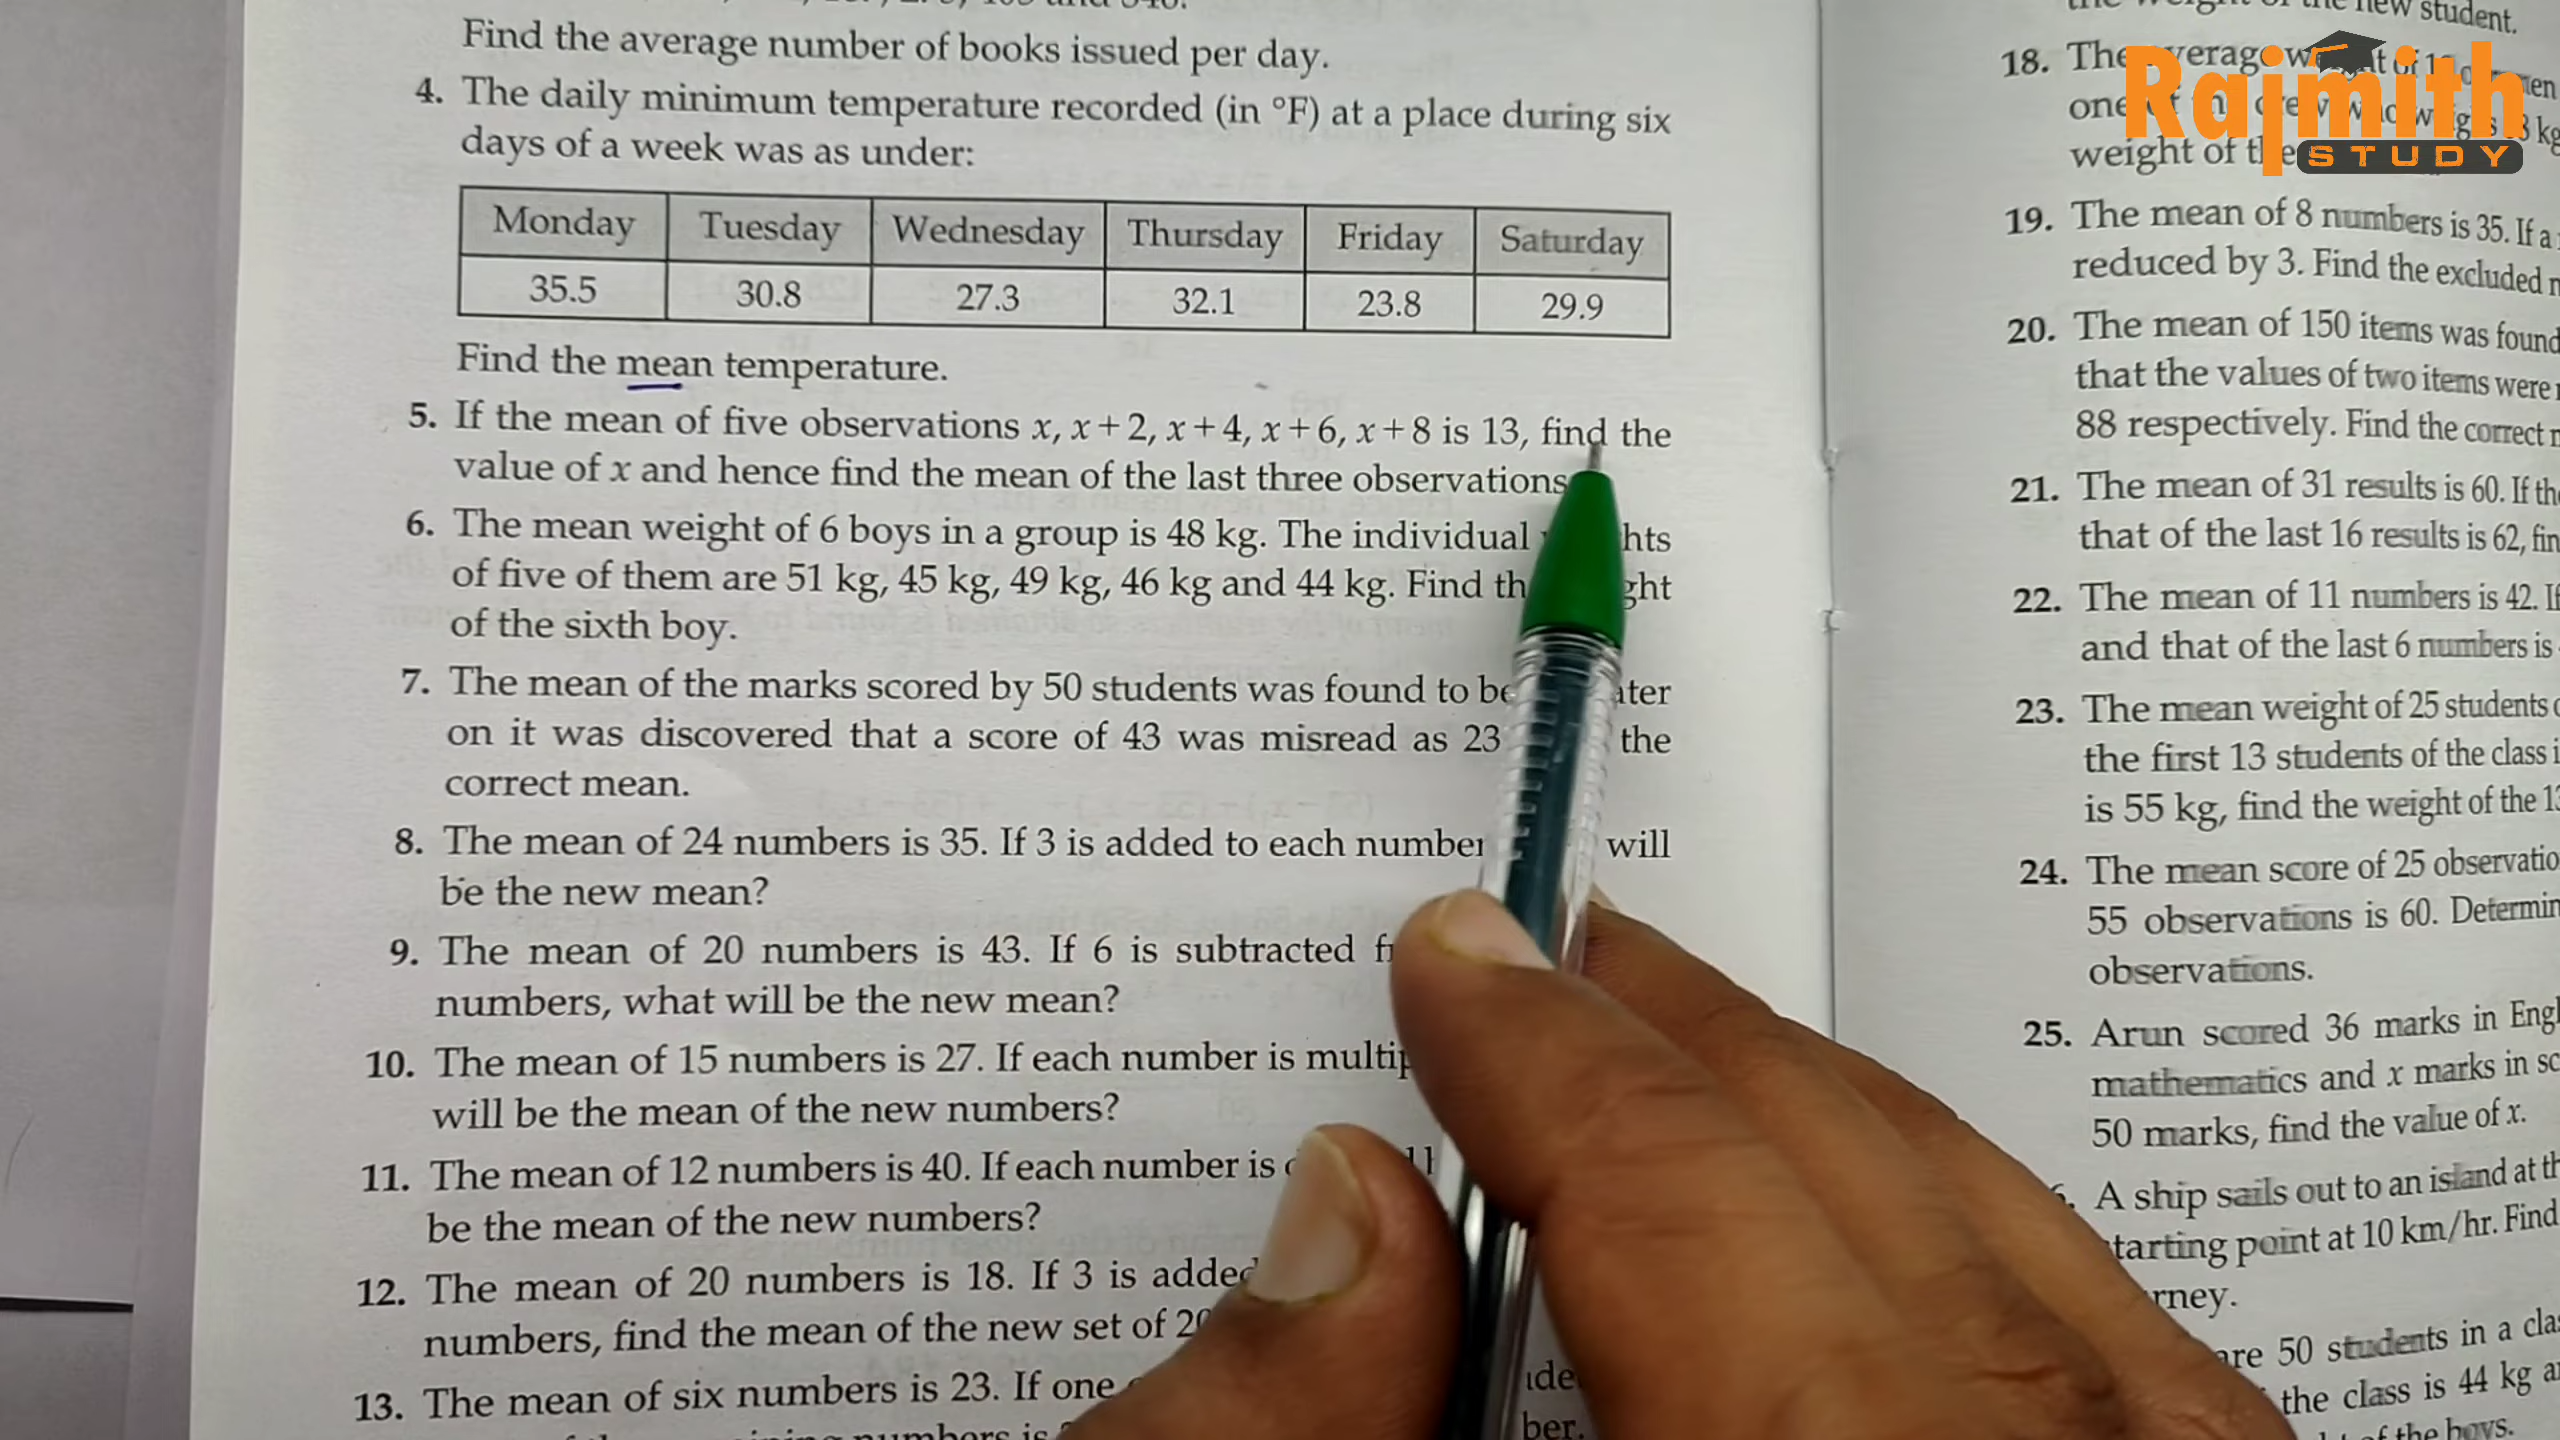 Find the average number of books issued per day.
4. The daily minimum temperature recorded (in °F) at a place during six
days of a week was as under:
Monday Tuesday Wednesday Thursday Friday Saturday
35.5 30.8 27.3 32.1 23.8 29.9
Find the mean temperature.
5. If the mean of five observations x, x+2, x+4, x+6, x+8 is 13, find the
value of x and hence find the mean of the last three observations
6. The mean weight of 6 boys in a group is 48 kg. The individual
of five of them are 51 kg, 45 kg, 49 kg, 46 kg and 44 kg. Find
of the sixth boy.
7. The mean of the marks scored by 50 students was found to be
on it was discovered that a score of 43 was misread as 23 the
correct mean.
8. The mean of 24 numbers is 35. If 3 is added to each number will
be the new mean?
9. The mean of 20 numbers is 43. If 6 is subtracted
numbers, what will be the new mean?
10. The mean of 15 numbers is 27. If each number is
will be the mean of the new numbers?
11. The mean of 12 numbers is 40. If each number is
be the mean of the new numbers?
12. The mean of 20 numbers is 18. If 3 is added
numbers, find the mean of the new set of
13. The mean of six numbers is 23. If one
numbers is
the new student.
18. The
one
weight of
Rajmith
STUDY
19. The mean of 8 numbers is 35. If a
reduced by 3. Find the excluded
20. The mean of 150 items was found
that the values of two items were
88 respectively. Find the correct
21. The mean of 31 results is 60. If
that of the last 16 results is 62,
22. The mean of 11 numbers is 42. If
and that of the last 6 numbers is
23. The mean weight of 25 students
the first 13 students of the class
is 55 kg, find the weight of the
24. The mean score of 25
55 observations is 60.
observations.
25. Arun scored 36 marks in
mathematics and x marks in
50 marks, find the value of x.
A ship sails out to an island at
point at 10 km/hr. Find
50 students in a
the class is 44 kg
of the boys.